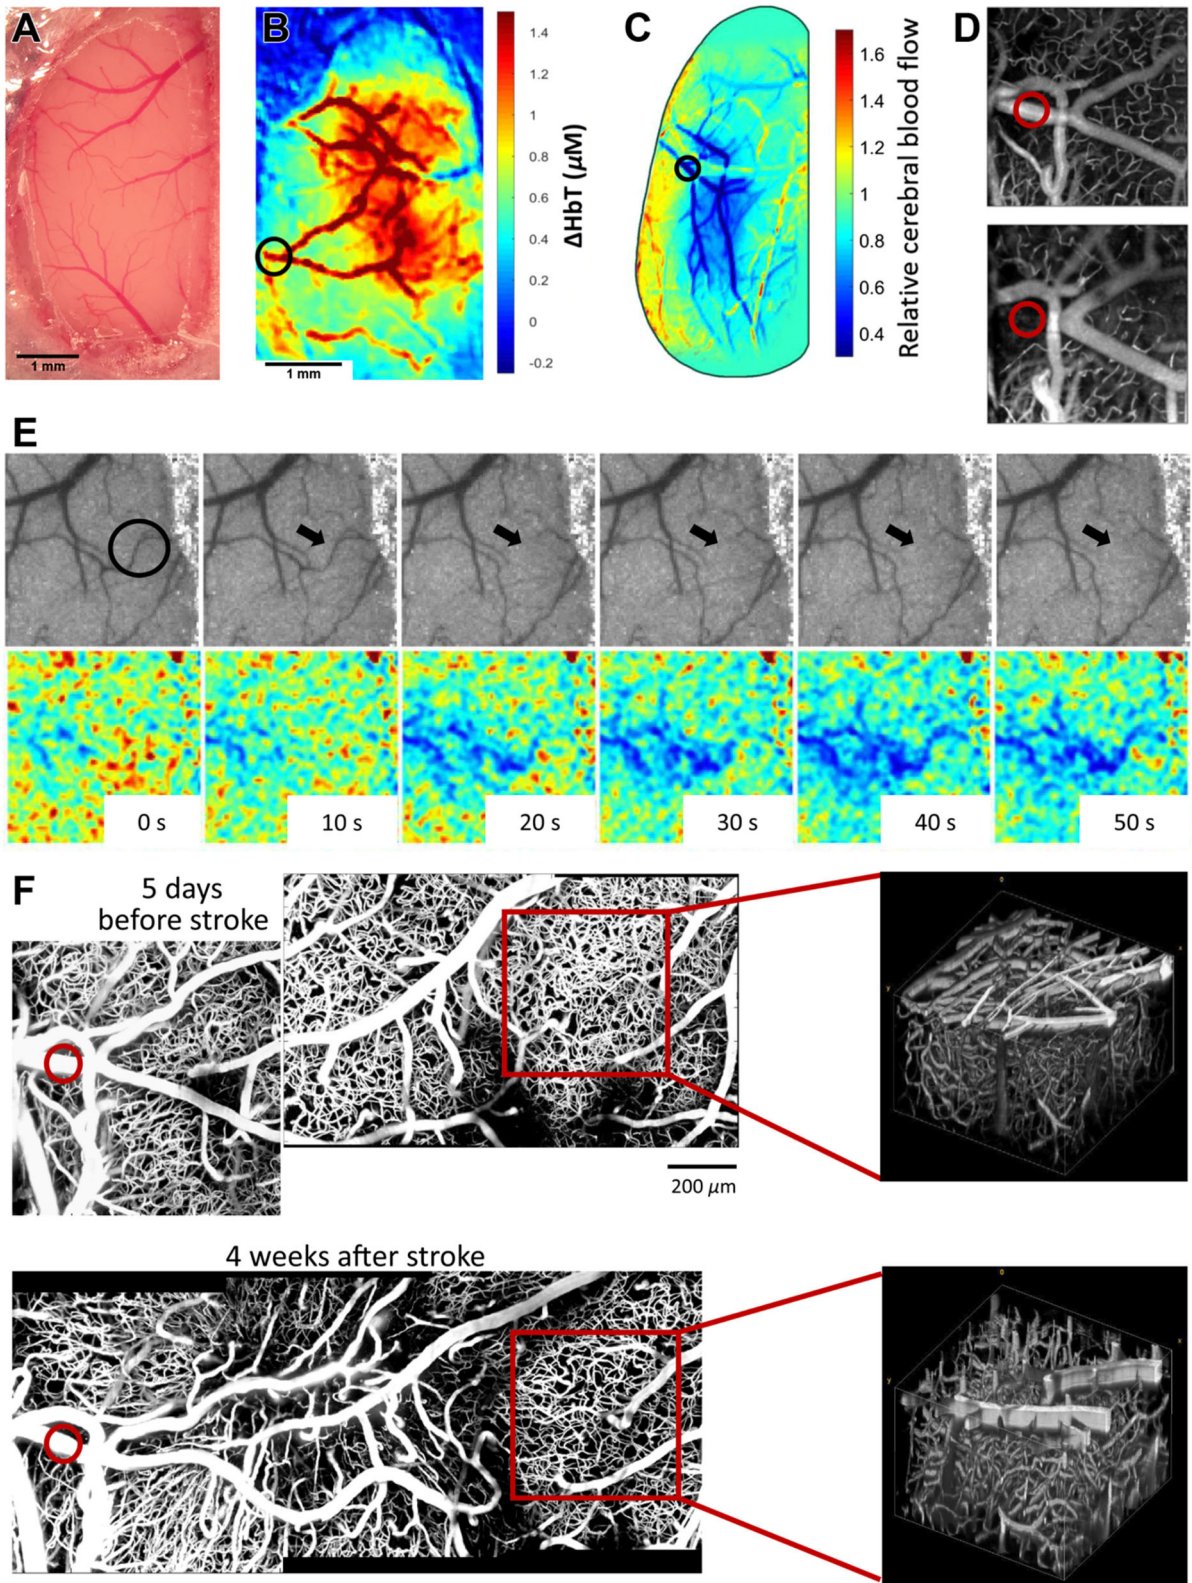 A
1 mm
B
1 mm
1.4
1.2
1
0.8
0.6
0.4
0.2
0
-0.2
ΔHbT (μM)
C
1.6
1.4
1.2
1
0.8
0.6
0.4
Relative cerebral blood flow
D
E
0 s
10 s
20 s
30 s
40 s
50 s
F
5 days
before stroke
200 μm
0
x
y
4 weeks after stroke
0
x
y